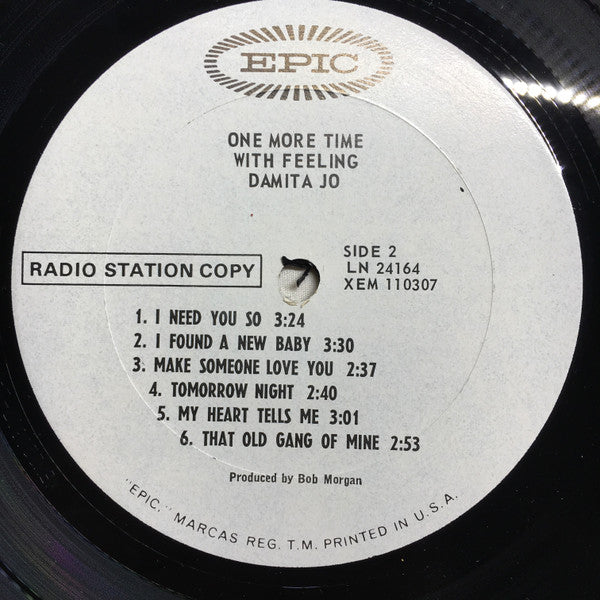 EPIC
ONE MORE TIME
WITH FEELING
DAMITA JO
RADIO STATION COPY
SIDE 2
LN 24164
XEM 110307
1. I NEED YOU SO 3:24
2. I FOUND A NEW BABY 3:30
3. MAKE SOMEONE LOVE YOU 2:37
4. TOMORROW NIGHT 2:40
5. MY HEART TELLS ME 3:01
6. THAT OLD GANG OF MINE 2:53
Produced by Bob Morgan
"EPIC," MARCAS REG. T.M. PRINTED IN U.S.A.